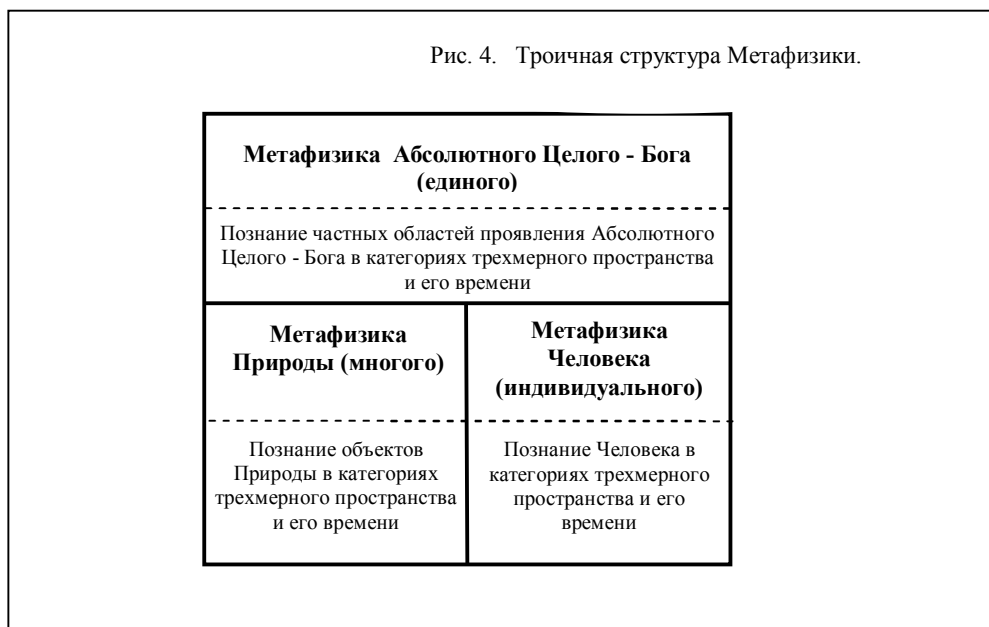 Рис. 4. Троичная структура Метафизики.
Метафизика Абсолютного Целого - Бога
(единого)
Познание частных областей проявления Абсолютного
Целого - Бога в категориях трехмерного пространства
и его времени
Метафизика
Природы (многого)
Познание объектов
Природы в категориях
трехмерного пространства
и его времени
Метафизика
Человека
(индивидуального)
Познание Человека в
категориях трехмерного
пространства и его
времени